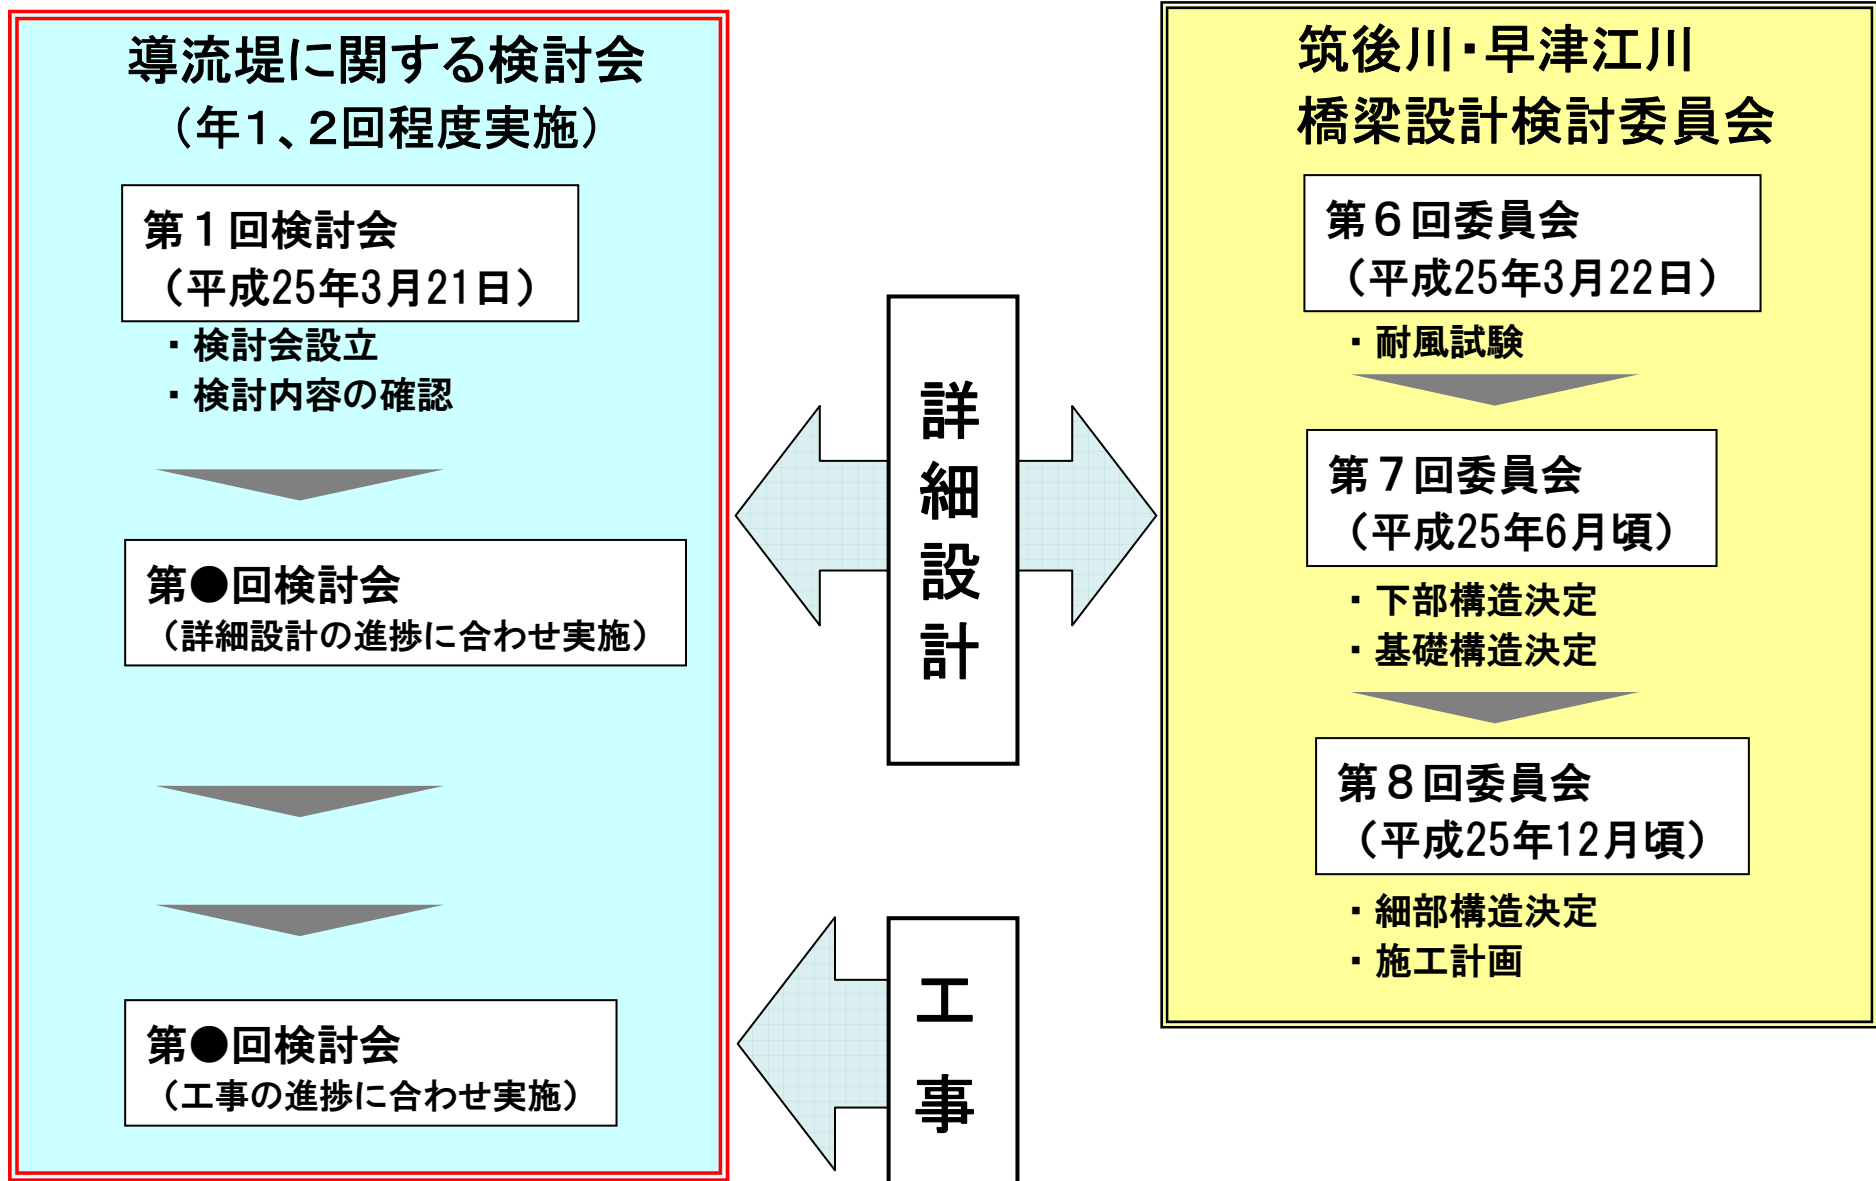 導流堤に関する検討会
（年１、２回程度実施）
第１回検討会
（平成25年3月21日）
・検討会設立
・検討内容の確認
第●回検討会
（詳細設計の進捗に合わせ実施）
第●回検討会
（工事の進捗に合わせ実施）
詳細設計
工事
筑後川・早津江川
橋梁設計検討委員会
第６回委員会
（平成25年3月22日）
・耐風試験
第７回委員会
（平成25年6月頃）
・下部構造決定
・基礎構造決定
第８回委員会
（平成25年12月頃）
・細部構造決定
・施工計画